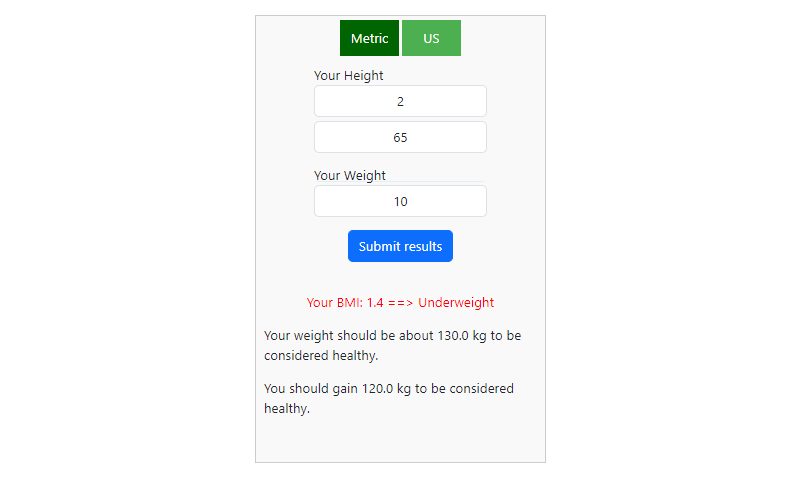 Metric US
Your Height
2
65
Your Weight
10
Submit results
Your BMI: 1.4 ==> Underweight
Your weight should be about 130.0 kg to be
considered healthy.
You should gain 120.0 kg to be considered
healthy.